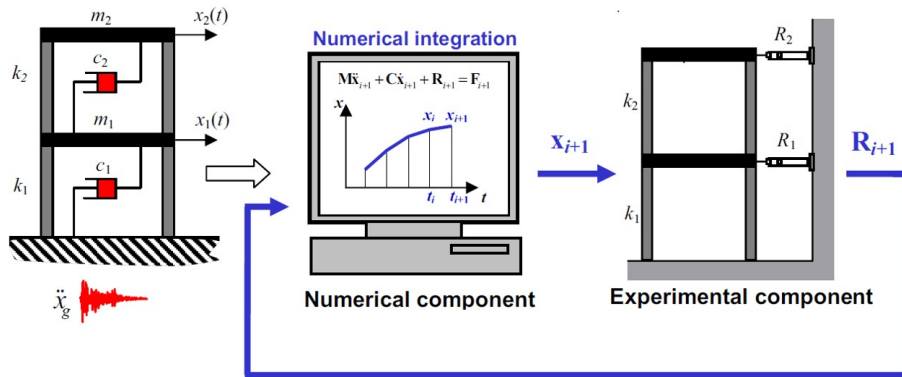 m₂
x₂(t)
k₂
c₂
m₁
x₁(t)
k₁
c₁
ẍg
Numerical integration
Mẍᵢ₊₁ + Cẋᵢ₊₁ + Rᵢ₊₁ = Fᵢ₊₁
x
xᵢ xᵢ₊₁
tᵢ tᵢ₊₁ t
Numerical component
xᵢ₊₁
R₂
k₂
R₁
k₁
Experimental component
Rᵢ₊₁